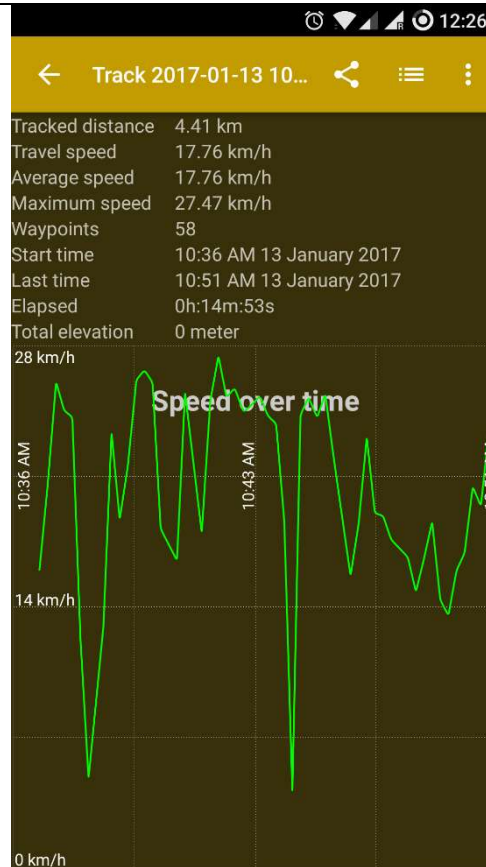 12:26
Track 2017-01-13 10...
Tracked distance 4.41 km
Travel speed 17.76 km/h
Average speed 17.76 km/h
Maximum speed 27.47 km/h
Waypoints 58
Start time 10:36 AM 13 January 2017
Last time 10:51 AM 13 January 2017
Elapsed 0h:14m:53s
Total elevation 0 meter
28 km/h
Speed over time
10:36 AM
10:43 AM
14 km/h
0 km/h